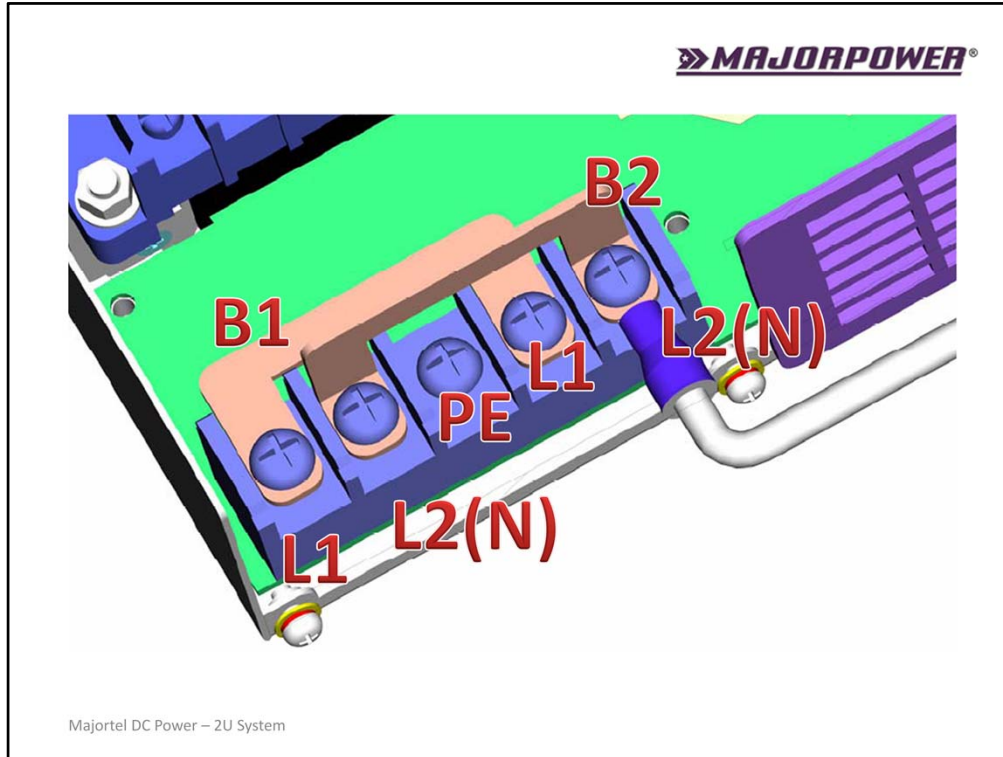 MAJORPOWER®
B2
B1
L2(N)
L1
PE
L2(N)
L1
Majortel DC Power – 2U System